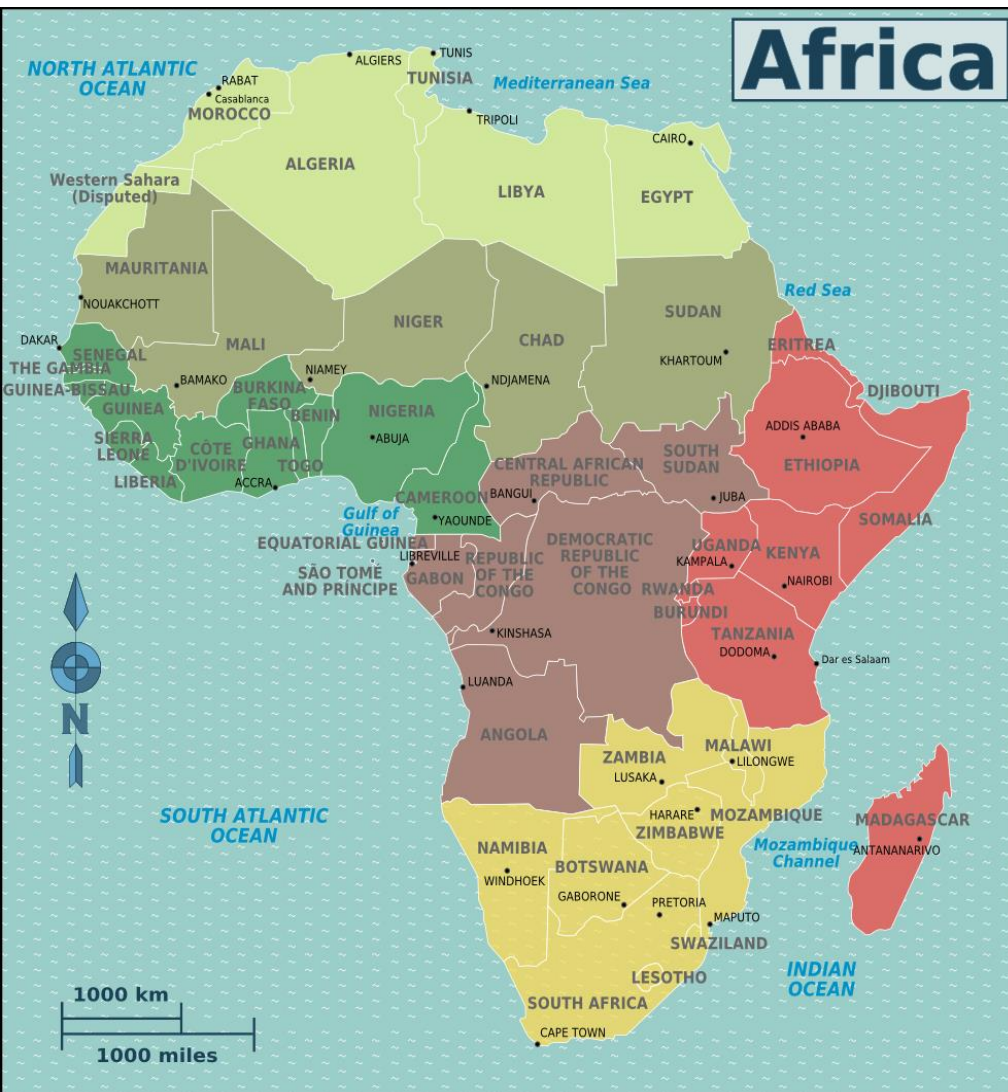 Africa
NORTH ATLANTIC
OCEAN
Mediterranean Sea
ALGIERS
TUNIS
TUNISIA
RABAT
Casablanca
MOROCCO
TRIPOLI
CAIRO
ALGERIA
LIBYA
EGYPT
Western Sahara
(Disputed)
MAURITANIA
NOUAKCHOTT
Red Sea
MALI
NIGER
CHAD
SUDAN
KHARTOUM
ERITREA
DAKAR
SENEGAL
THE GAMBIA
GUINEA-BISSAU
BAMAKO
NIAMEY
NDJAMENA
DJIBOUTI
GUINEA
BURKINA
FASO
BENIN
NIGERIA
ABUJA
ADDIS ABABA
ETHIOPIA
SIERRA
LEONE
LIBERIA
CÔTE
D'IVOIRE
GHANA
TOGO
ACCRA
CENTRAL AFRICAN
REPUBLIC
BANGUI
SOUTH
SUDAN
JUBA
CAMEROON
YAOUNDE
Gulf of
Guinea
SOMALIA
EQUATORIAL GUINEA
LIBREVILLE
GABON
SÃO TOMÉ
AND PRÍNCIPE
REPUBLIC
OF THE
CONGO
DEMOCRATIC
REPUBLIC
OF THE
CONGO
UGANDA
KAMPALA
KENYA
NAIROBI
RWANDA
BURUNDI
TANZANIA
DODOMA
Dar es Salaam
KINSHASA
LUANDA
ANGOLA
N
ZAMBIA
LUSAKA
MALAWI
LILONGWE
HARARE
ZIMBABWE
MOZAMBIQUE
Mozambique
Channel
MADAGASCAR
ANTANANARIVO
SOUTH ATLANTIC
OCEAN
NAMIBIA
WINDHOEK
BOTSWANA
GABORONE
PRETORIA
MAPUTO
SWAZILAND
LESOTHO
SOUTH AFRICA
CAPE TOWN
INDIAN
OCEAN
1000 km
1000 miles